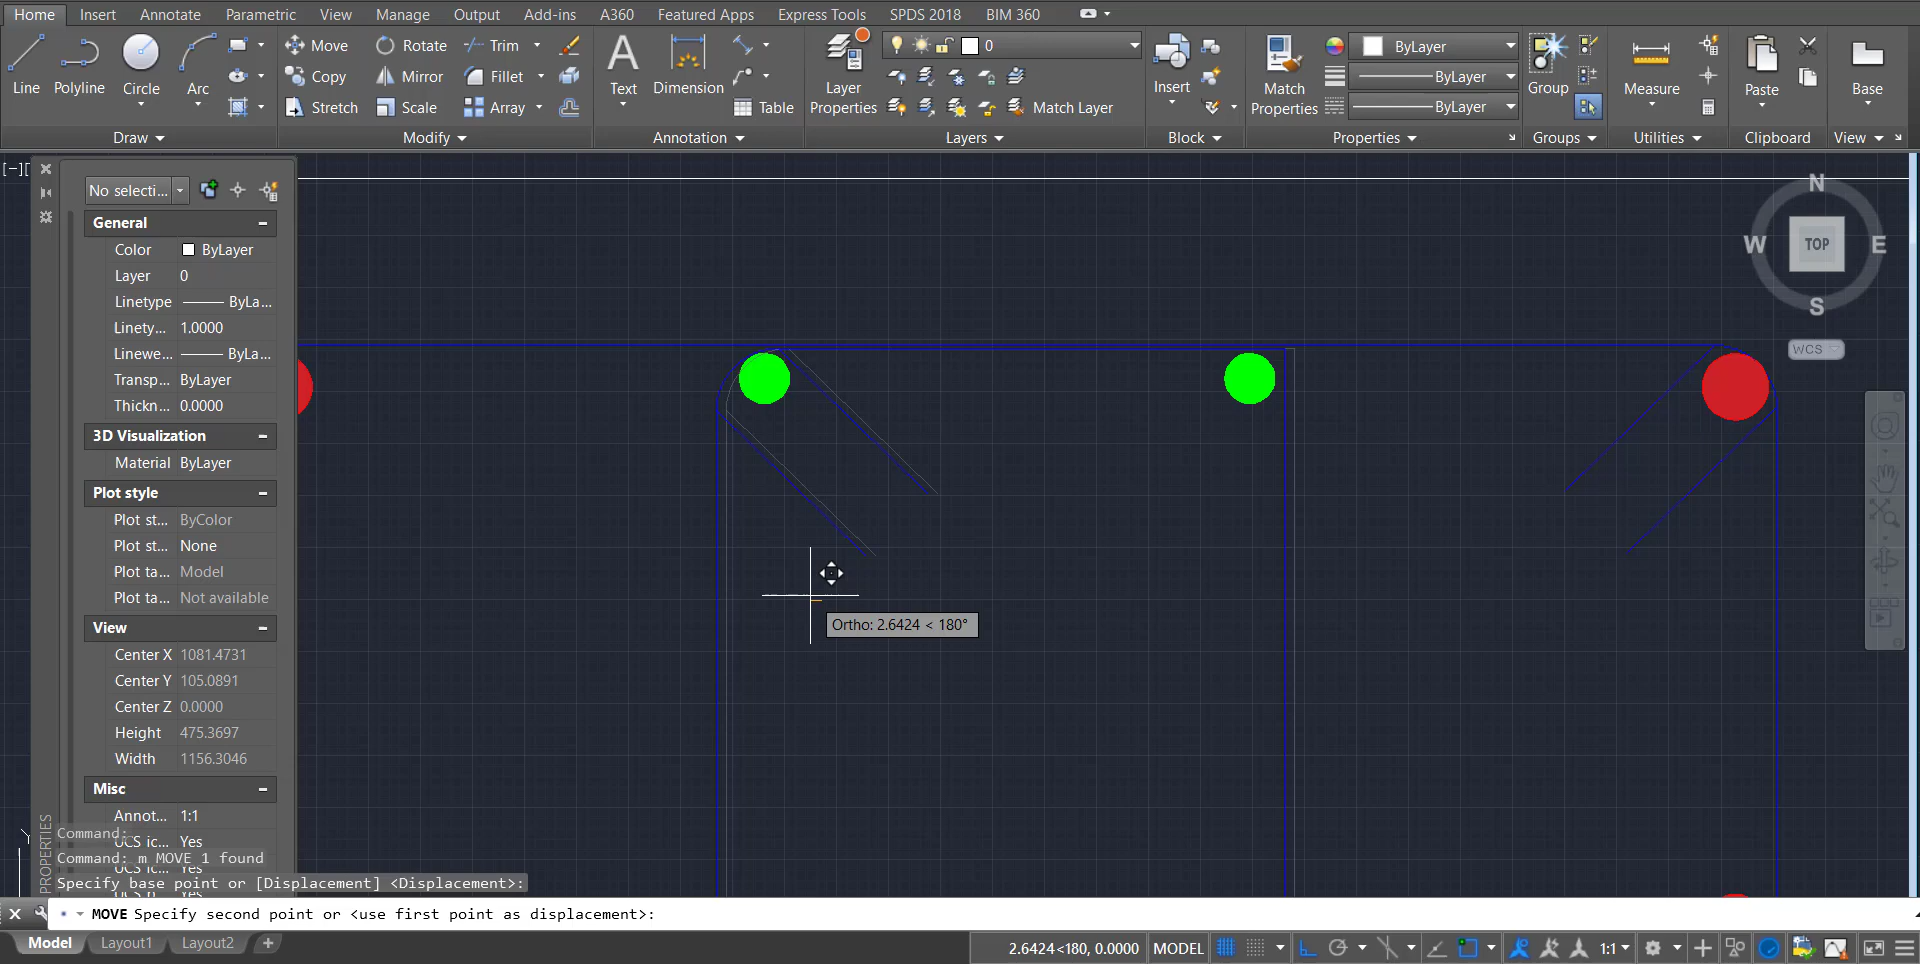 Home Insert Annotate Parametric View Manage Output Add-ins A360 Featured Apps Express Tools SPDS 2018 BIM 360
Line Polyline Circle Arc
Move Rotate Trim
Copy Mirror Fillet
Stretch Scale Array
Text Dimension Table
Layer Properties
0
Match Layer
Insert
Match Properties
ByLayer
ByLayer
ByLayer
Group Measure Paste Base
Draw Modify Annotation Layers Block Properties Groups Utilities Clipboard View
[−][
No selecti...
General
Color ByLayer
Layer 0
Linetype ByLa...
Linety... 1.0000
Linewe... ByLa...
Transp... ByLayer
Thickn... 0.0000
3D Visualization
Material ByLayer
Plot style
Plot st... ByColor
Plot st... None
Plot ta... Model
Plot ta... Not available
View
Center X 1081.4731
Center Y 105.0891
Center Z 0.0000
Height 475.3697
Width 1156.3046
Misc
Annot... 1:1
UCS ic... Yes
PROPERTIES
N
W TOP E
S
WCS
Ortho: 2.6424 < 180°
Command:
Command: m MOVE 1 found
Specify base point or [Displacement] <Displacement>:
MOVE Specify second point or <use first point as displacement>:
Model Layout1 Layout2 +
2.6424<180, 0.0000 MODEL 1:1